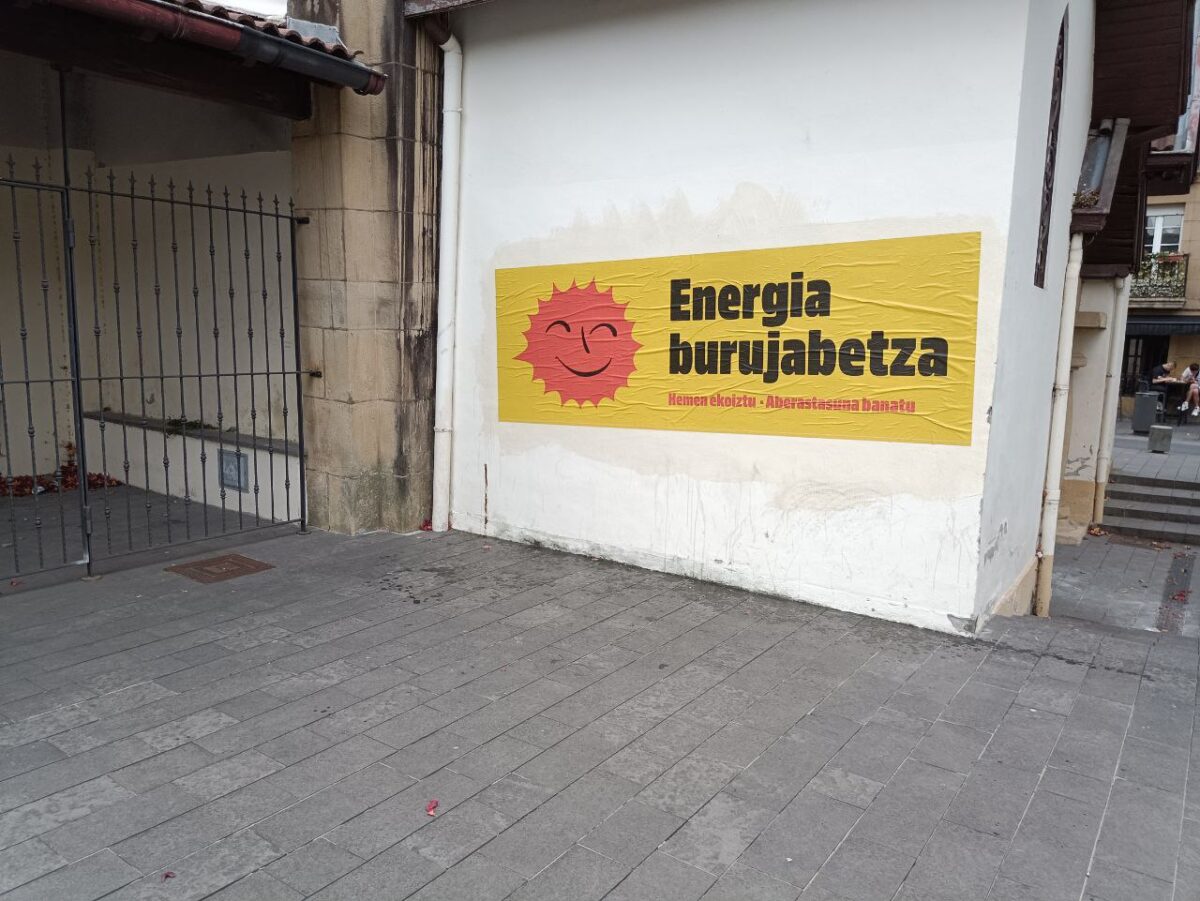 Energia
burujabetza
Hemen ekoiztu · Aberastasuna banatu